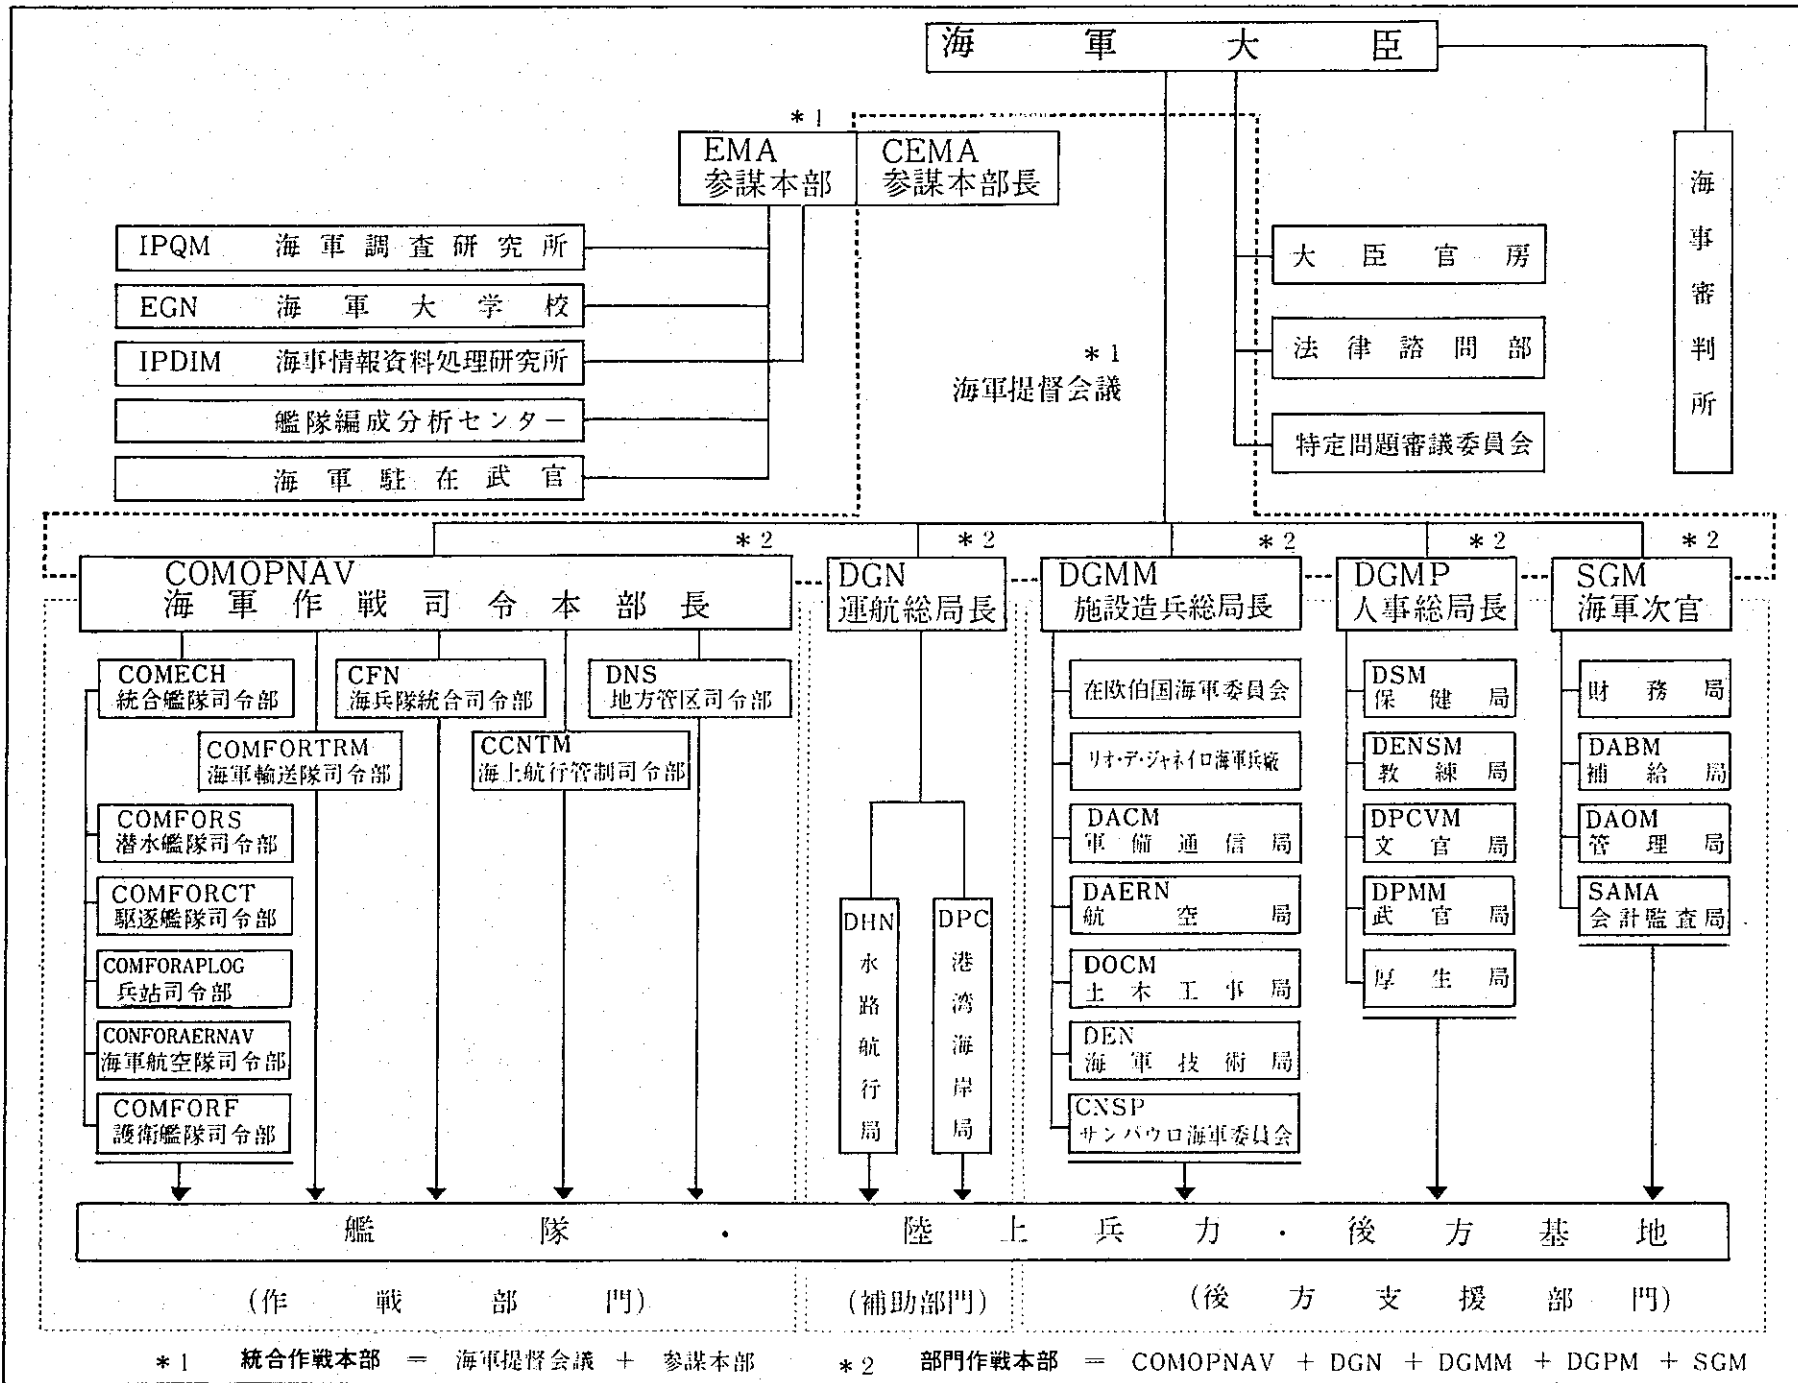 海軍大臣
*1
EMA
参謀本部
CEMA
参謀本部長
海事審判所
IPQM 海軍調査研究所
EGN 海軍大学校
IPDIM 海事情報資料処理研究所
艦隊編成分析センター
海軍駐在武官
*1
海軍提督会議
大臣官房
法律諮問部
特定問題審議委員会
*2
*2
*2
*2
*2
COMOPNAV
海軍作戦司令本部長
DGN
運航総局長
DGMM
施設造兵総局長
DGMP
人事総局長
SGM
海軍次官
COMECH
統合艦隊司令部
CFN
海兵隊統合司令部
DNS
地方管区司令部
COMFORTRM
海軍輸送隊司令部
CCNTM
海上航行管制司令部
COMFORS
潜水艦隊司令部
COMFORCT
駆逐艦隊司令部
COMFORAPLOG
兵站司令部
CONFORAERNAV
海軍航空隊司令部
COMFORF
護衛艦隊司令部
DHN
水路航行局
DPC
港湾海岸局
在欧伯国海軍委員会
リオ・デ・ジャネイロ海軍兵廠
DACM
軍備通信局
DAERN
航空局
DOCM
土木工事局
DEN
海軍技術局
CNSP
サンパウロ海軍委員会
DSM
保健局
DENSM
教練局
DPCVM
文官局
DPMM
武官局
厚生局
財務局
DABM
補給局
DAOM
管理局
SAMA
会計監査局
艦隊・陸上兵力・後方基地
(作戦部門)
(補助部門)
(後方支援部門)
*1 統合作戦本部 = 海軍提督会議 + 参謀本部
*2 部門作戦本部 = COMOPNAV + DGN + DGMM + DGPM + SGM